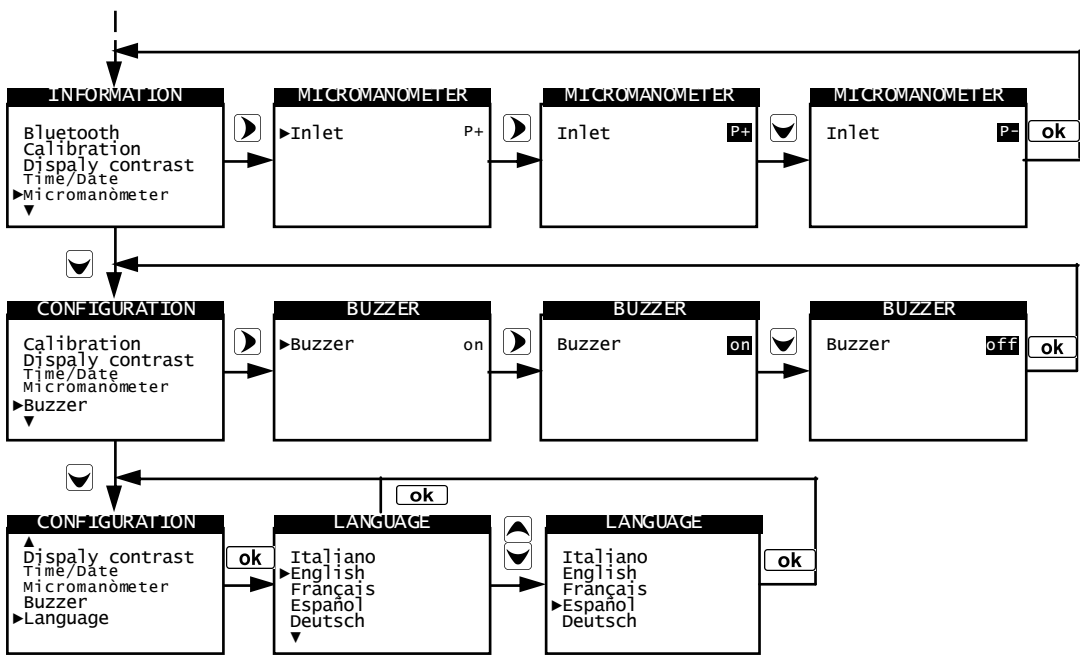 INFORMATION
Bluetooth
Calibration
Dispaly contrast
Time/Date
►Micromanòmeter
▼
MICROMANOMETER
►Inlet P+
MICROMANOMETER
Inlet P+
MICROMANOMETER
Inlet P-
ok
CONFIGURATION
Calibration
Dispaly contrast
Time/Date
Micromanòmeter
►Buzzer
▼
BUZZER
►Buzzer on
BUZZER
Buzzer on
BUZZER
Buzzer off
ok
CONFIGURATION
▲
Dispaly contrast
Time/Date
Micromanòmeter
Buzzer
►Language
ok
LANGUAGE
Italiano
►English
Français
Español
Deutsch
▼
ok
LANGUAGE
Italiano
English
Français
►Español
Deutsch
ok